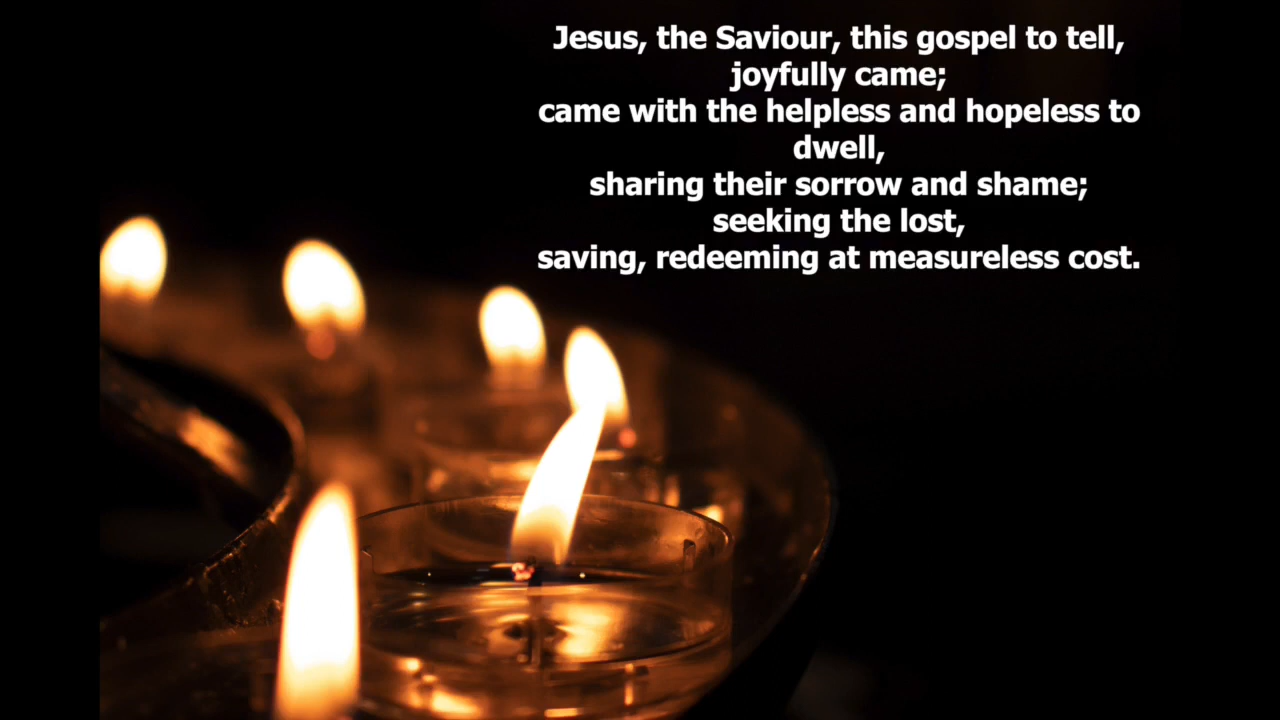 Jesus, the Saviour, this gospel to tell,
joyfully came;
came with the helpless and hopeless to
dwell,
sharing their sorrow and shame;
seeking the lost,
saving, redeeming at measureless cost.